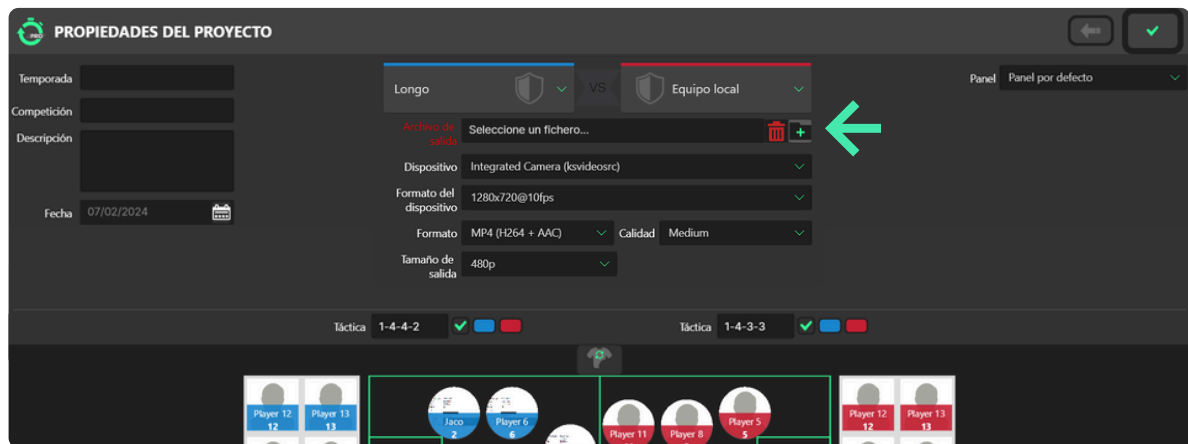 PRO
PROPIEDADES DEL PROYECTO
Temporada
Competición
Descripción
Fecha 07/02/2024
Longo VS Equipo local
Archivo de
salida
Seleccione un fichero...
Dispositivo Integrated Camera (ksvideosrc)
Formato del
dispositivo
1280x720@10fps
Formato MP4 (H264 + AAC) Calidad Medium
Tamaño de
salida
480p
Panel Panel por defecto
Táctica 1-4-4-2 Táctica 1-4-3-3
Player 12 Player 13
12 13
Jaco Player 6
2 6
Player 11 Player 8 Player 5
5
Player 12 Player 13
12 13